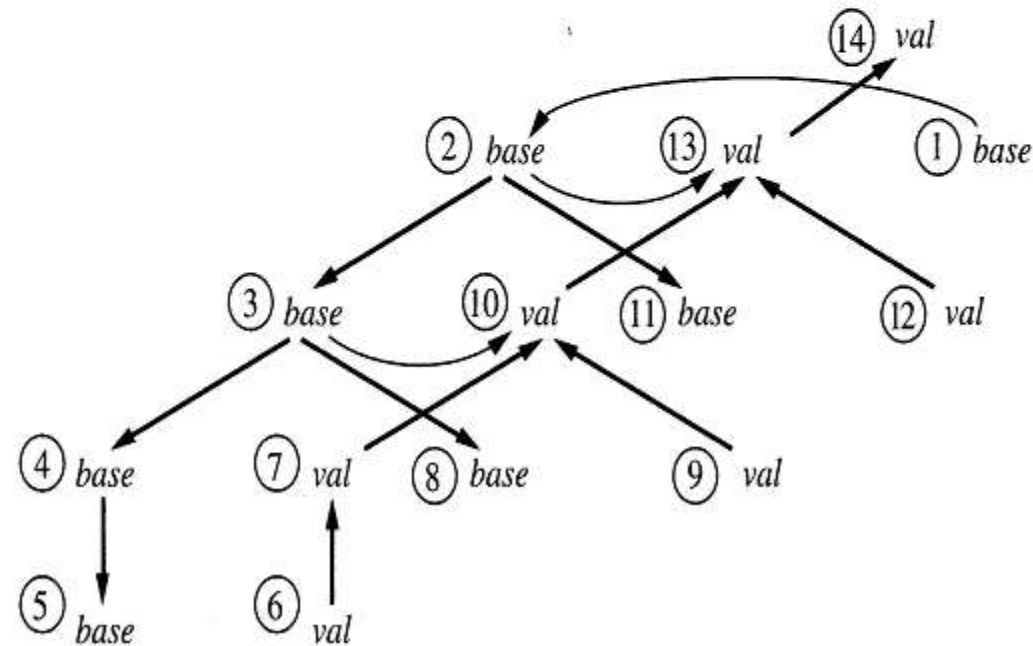 14 val
2 base 13 val 1 base
3 base 10 val 11 base 12 val
4 base 7 val 8 base 9 val
5 base 6 val